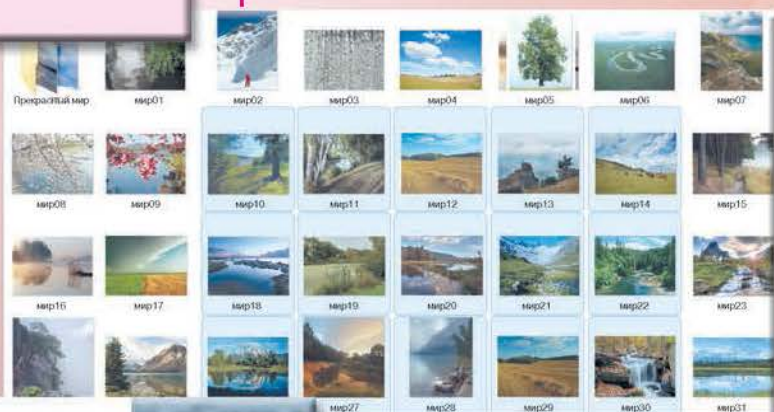 Прекрасный мир мир01 мир02 мир03 мир04 мир05 мир06 мир07
мир08 мир09 мир10 мир11 мир12 мир13 мир14 мир15
мир16 мир17 мир18 мир19 мир20 мир21 мир22 мир23
мир27 мир28 мир29 мир30 мир31